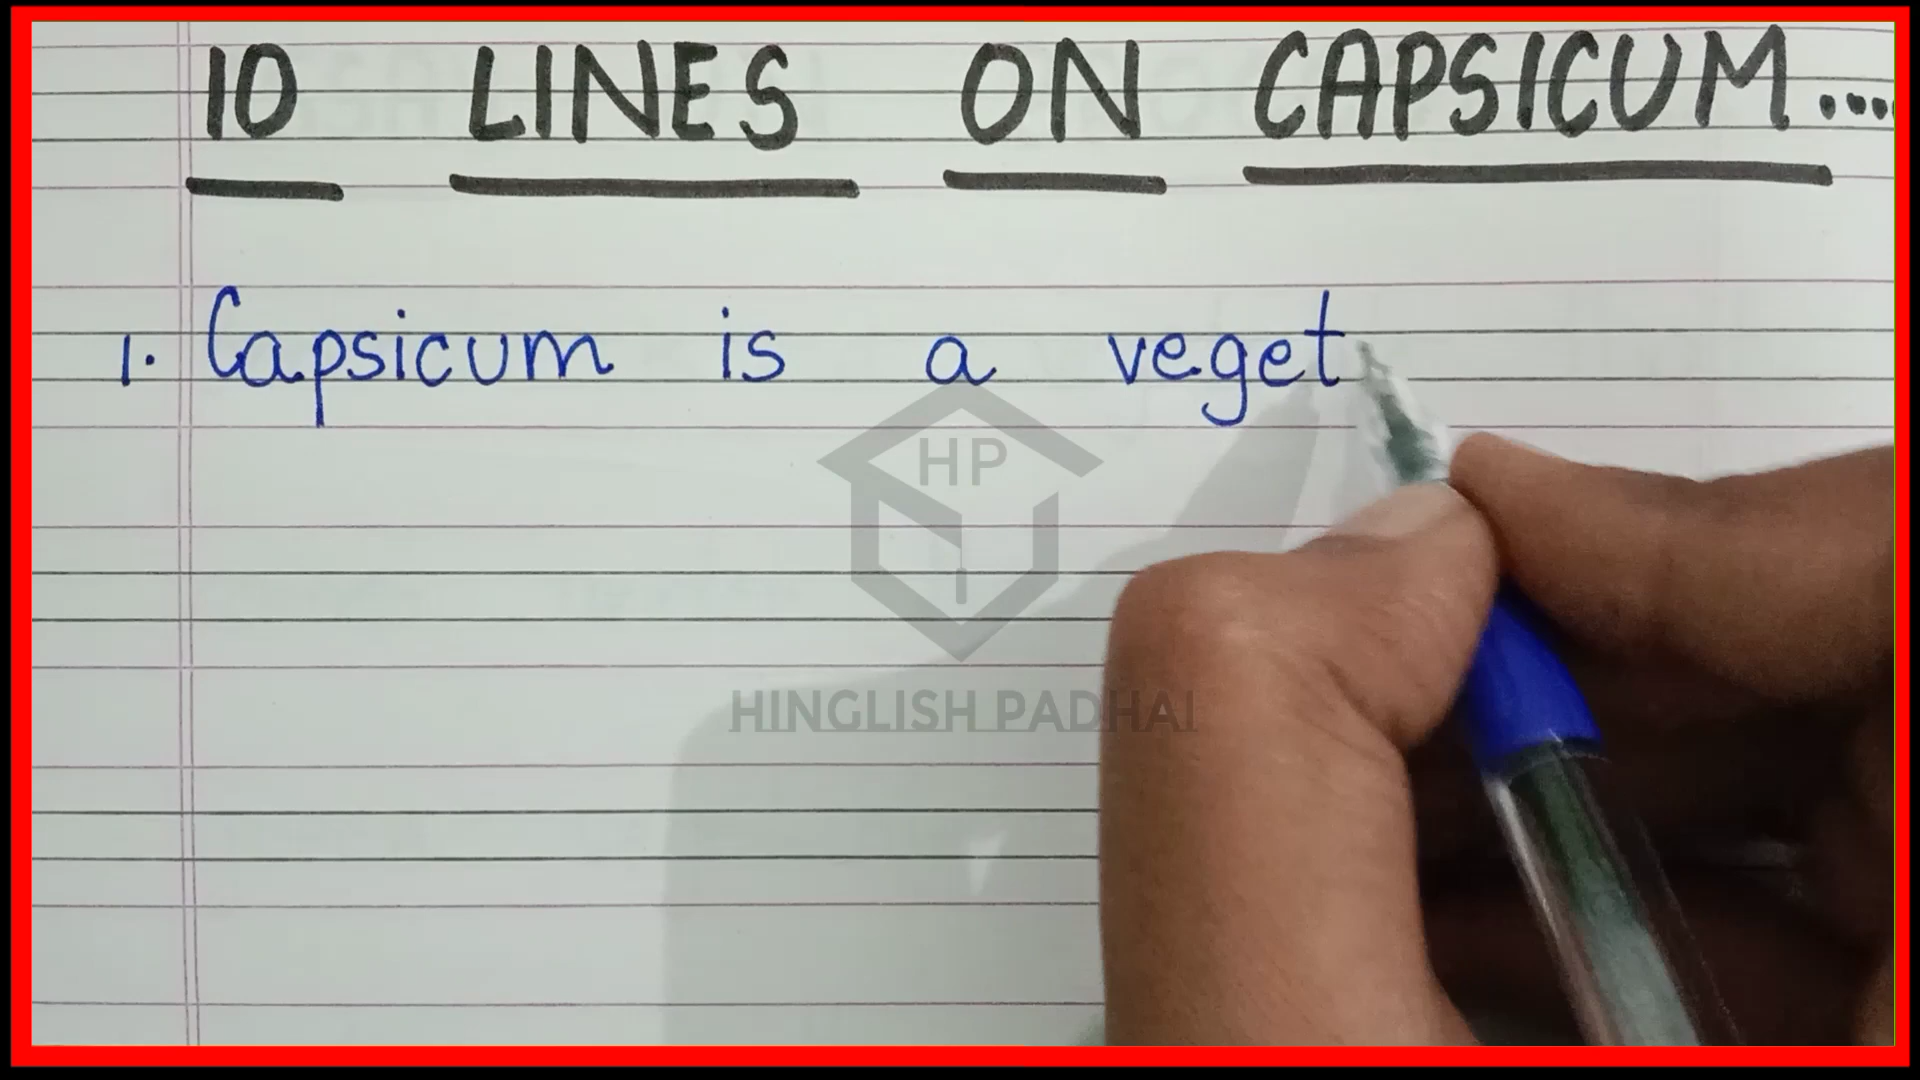 10 LINES ON CAPSICUM....
1. Capsicum is a veget
HP
HINGLISH PADHAI